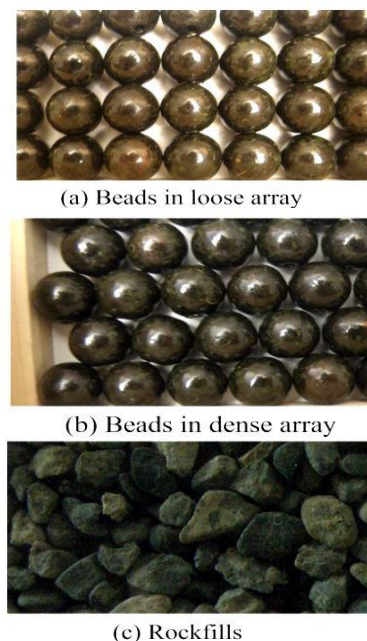 (a) Beads in loose array
(b) Beads in dense array
(c) Rockfills